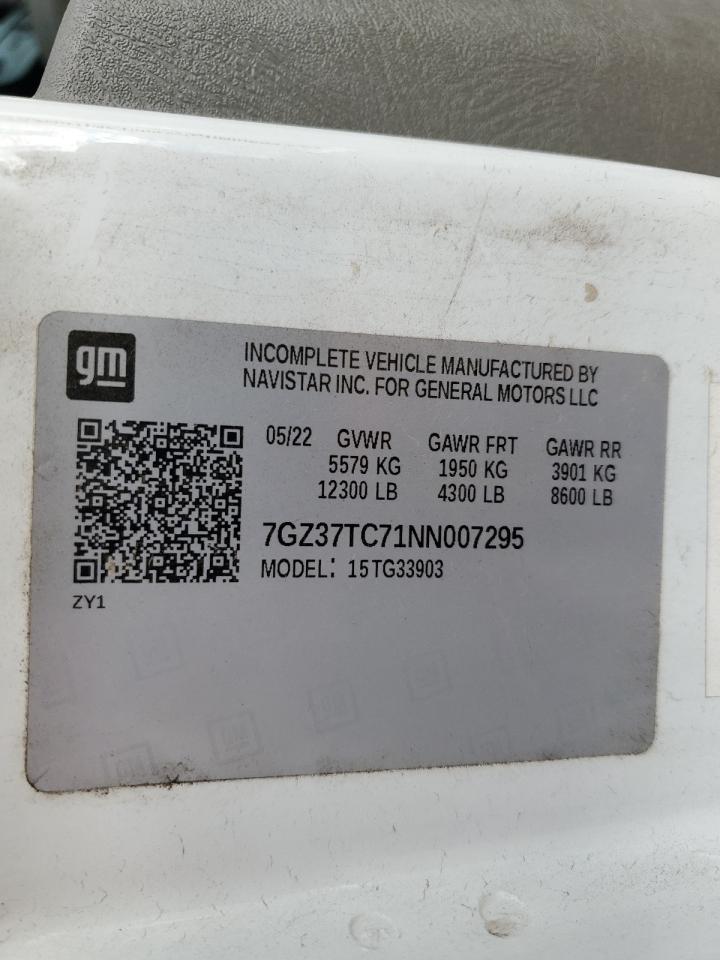 gm
INCOMPLETE VEHICLE MANUFACTURED BY
NAVISTAR INC. FOR GENERAL MOTORS LLC
05/22 GVWR GAWR FRT GAWR RR
5579 KG 1950 KG 3901 KG
12300 LB 4300 LB 8600 LB
7GZ37TC71NN007295
MODEL: 15TG33903
ZY1